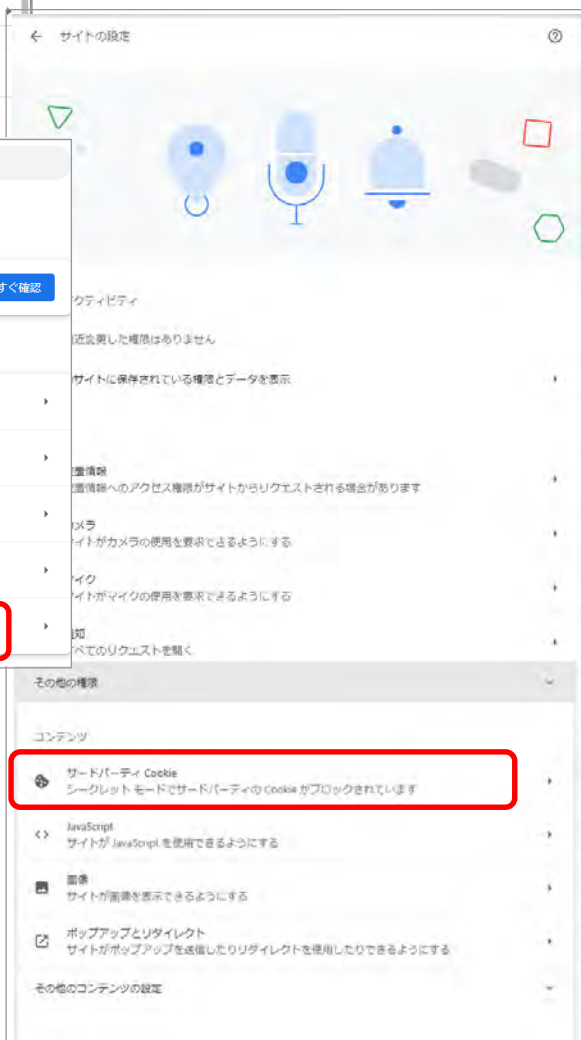 サイトの設定
すぐ確認
クティビティ
近変更した権限はありません
サイトに保存されている権限とデータを表示
置情報
置情報へのアクセス権限がサイトからリクエストされる場合があります
メラ
イトがカメラの使用を要求できるようにする
イク
イトがマイクの使用を要求できるようにする
知
べてのリクエストを開く
その他の権限
コンテンツ
サードパーティ Cookie
シークレット モードでサードパーティの Cookie がブロックされています
JavaScript
サイトが JavaScript を使用できるようにする
画像
サイトが画像を表示できるようにする
ポップアップとリダイレクト
サイトがポップアップを送信したりリダイレクトを使用したりできるようにする
その他のコンテンツの設定